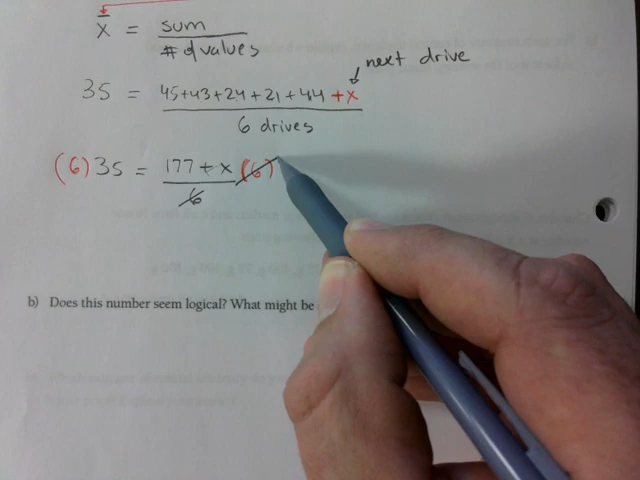 x̄ = sum / # of values
next drive
35 = 45+43+24+21+44 +x / 6 drives
(6) 35 = 177 + x (6) / 6
b) Does this number seem logical? What might be